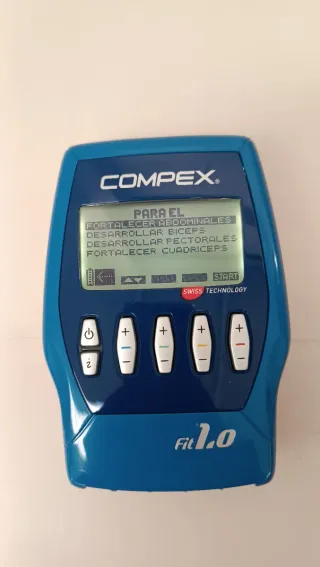 COMPEX®
PARA EL
FORTALECER ABDOMINALES
DESARROLLAR BICEPS
DESARROLLAR PECTORALES
FORTALECER CUADRICEPS
START
SWISS TECHNOLOGY
+ + + +
i - - - -
Fit 1.0